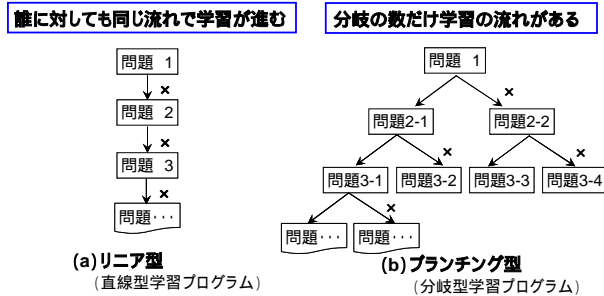 誰に対しても同じ流れで学習が進む
分岐の数だけ学習の流れがある
問題 1
×
問題 2
×
問題 3
×
問題･･･
(a)リニア型
(直線型学習プログラム)
問題 1
×
問題2-1
問題2-2
×
×
問題3-1
問題3-2
問題3-3
問題3-4
×
問題･･･
問題･･･
(b)ブランチング型
(分岐型学習プログラム)